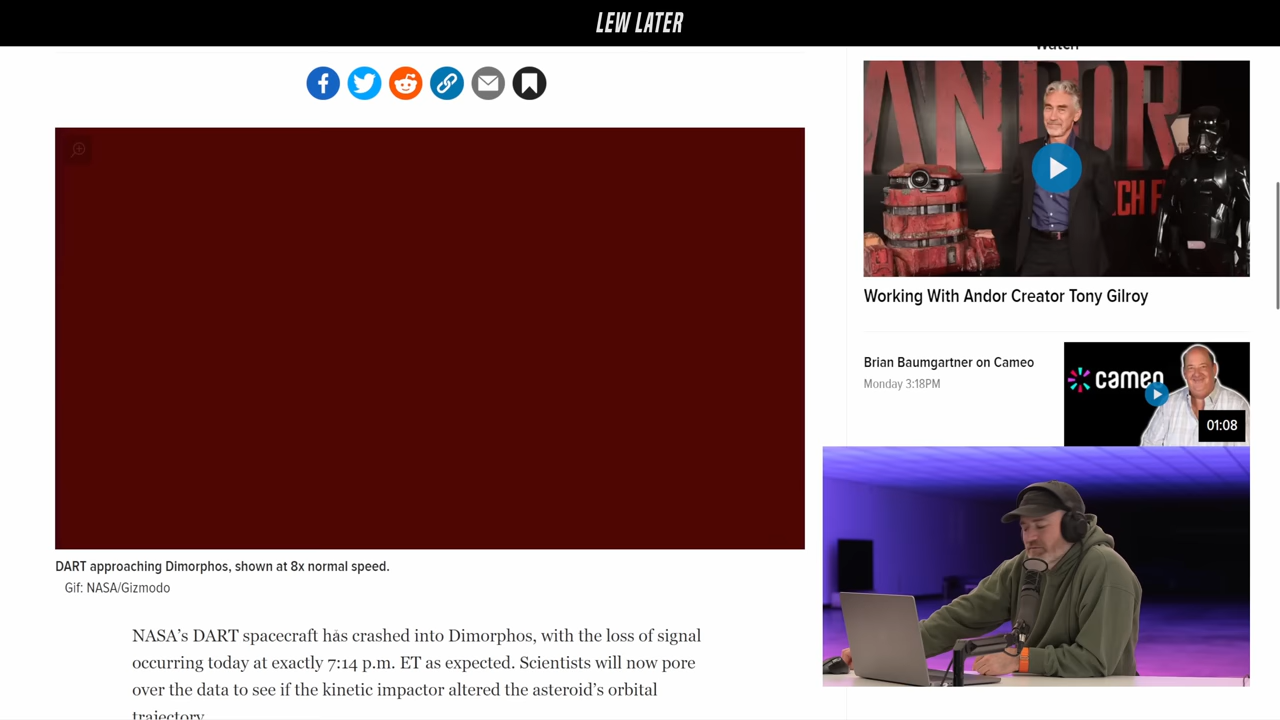 LEW LATER
Watch
ANDOR
CH F
Working With Andor Creator Tony Gilroy
Brian Baumgartner on Cameo
Monday 3:18PM
cameo
01:08
DART approaching Dimorphos, shown at 8x normal speed.
Gif: NASA/Gizmodo
NASA’s DART spacecraft has crashed into Dimorphos, with the loss of signal
occurring today at exactly 7:14 p.m. ET as expected. Scientists will now pore
over the data to see if the kinetic impactor altered the asteroid’s orbital
trajectory.